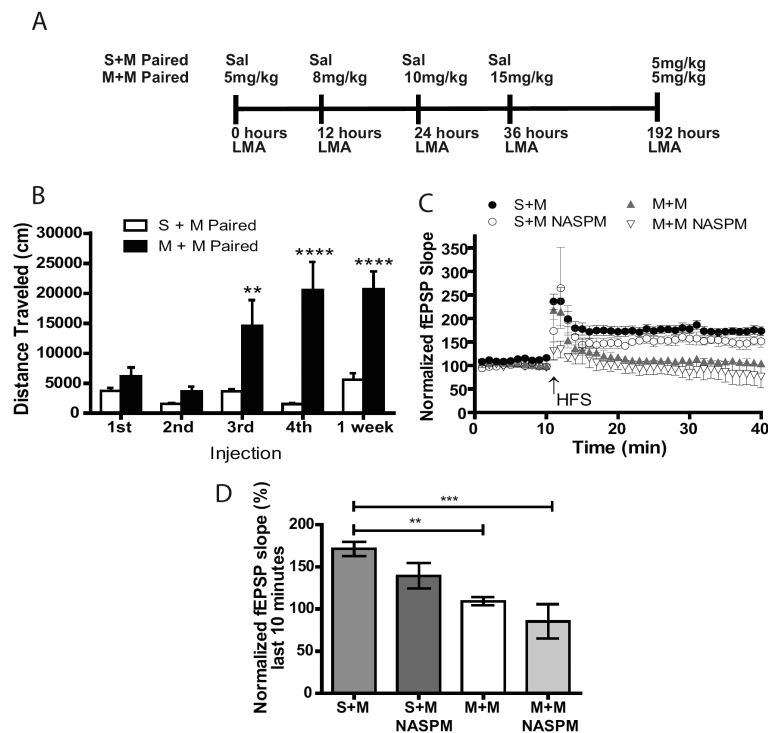 A
S+M Paired Sal Sal Sal Sal 5mg/kg
M+M Paired 5mg/kg 8mg/kg 10mg/kg 15mg/kg 5mg/kg
0 hours 12 hours 24 hours 36 hours 192 hours
LMA LMA LMA LMA LMA
B
S + M Paired
M + M Paired
Distance Traveled (cm)
30000
25000
20000
15000
10000
5000
0
** **** ****
1st 2nd 3rd 4th 1 week
Injection
C
S+M M+M
S+M NASPM M+M NASPM
Normalized fEPSP Slope
350
300
250
200
150
100
50
0
HFS
0 10 20 30 40
Time (min)
D
Normalized fEPSP slope (%)
last 10 minutes
200
150
100
50
0
***
**
S+M S+M M+M M+M
NASPM NASPM